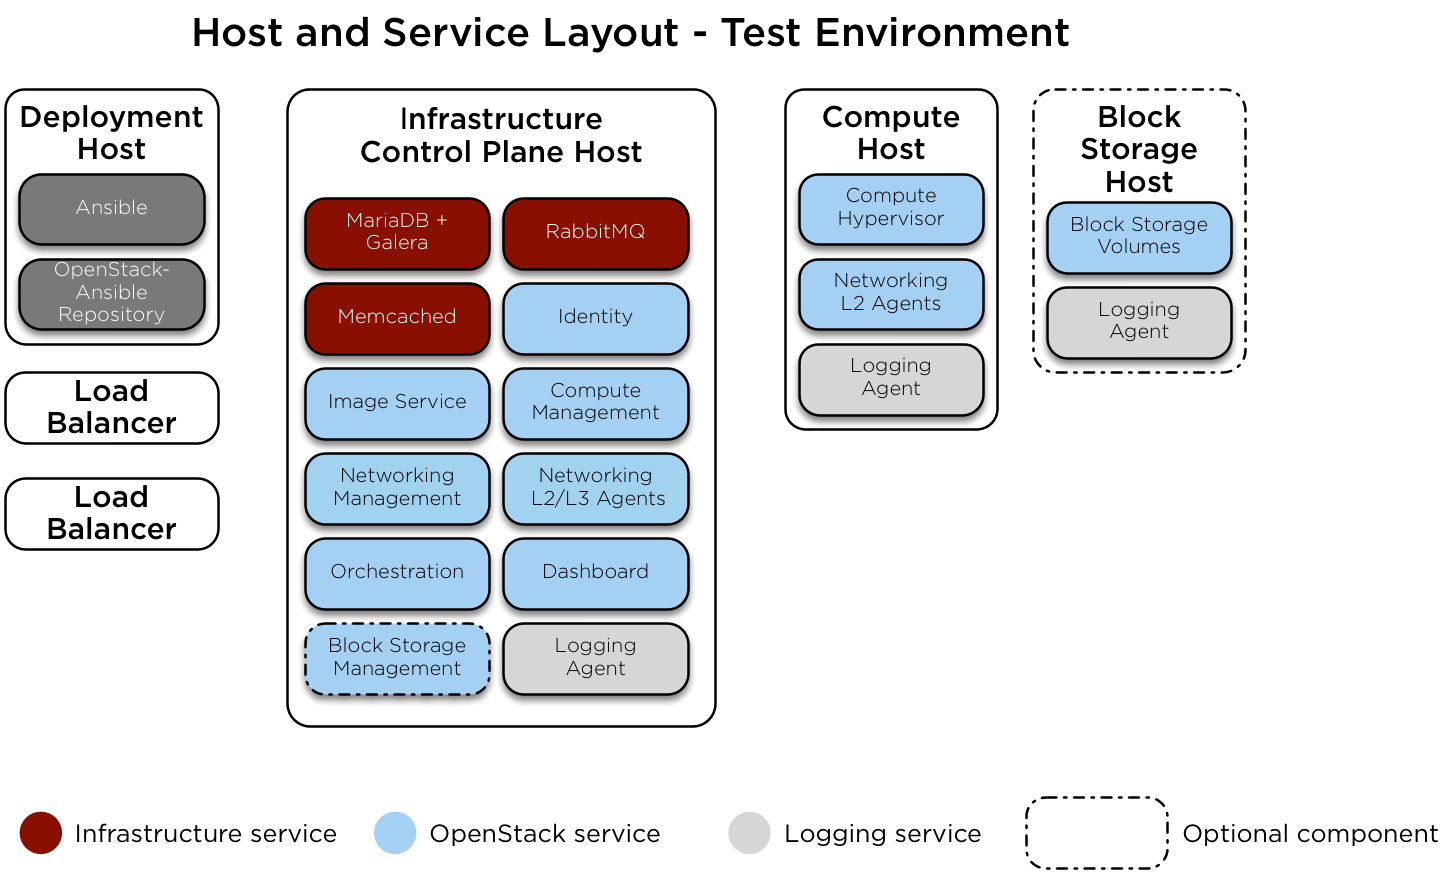 Host and Service Layout - Test Environment
Deployment
Host
Ansible
OpenStack-
Ansible
Repository
Load
Balancer
Load
Balancer
Infrastructure
Control Plane Host
MariaDB +
Galera
RabbitMQ
Memcached
Identity
Image Service
Compute
Management
Networking
Management
Networking
L2/L3 Agents
Orchestration
Dashboard
Block Storage
Management
Logging
Agent
Compute
Host
Compute
Hypervisor
Networking
L2 Agents
Logging
Agent
Block
Storage
Host
Block Storage
Volumes
Logging
Agent
Infrastructure service
OpenStack service
Logging service
Optional component